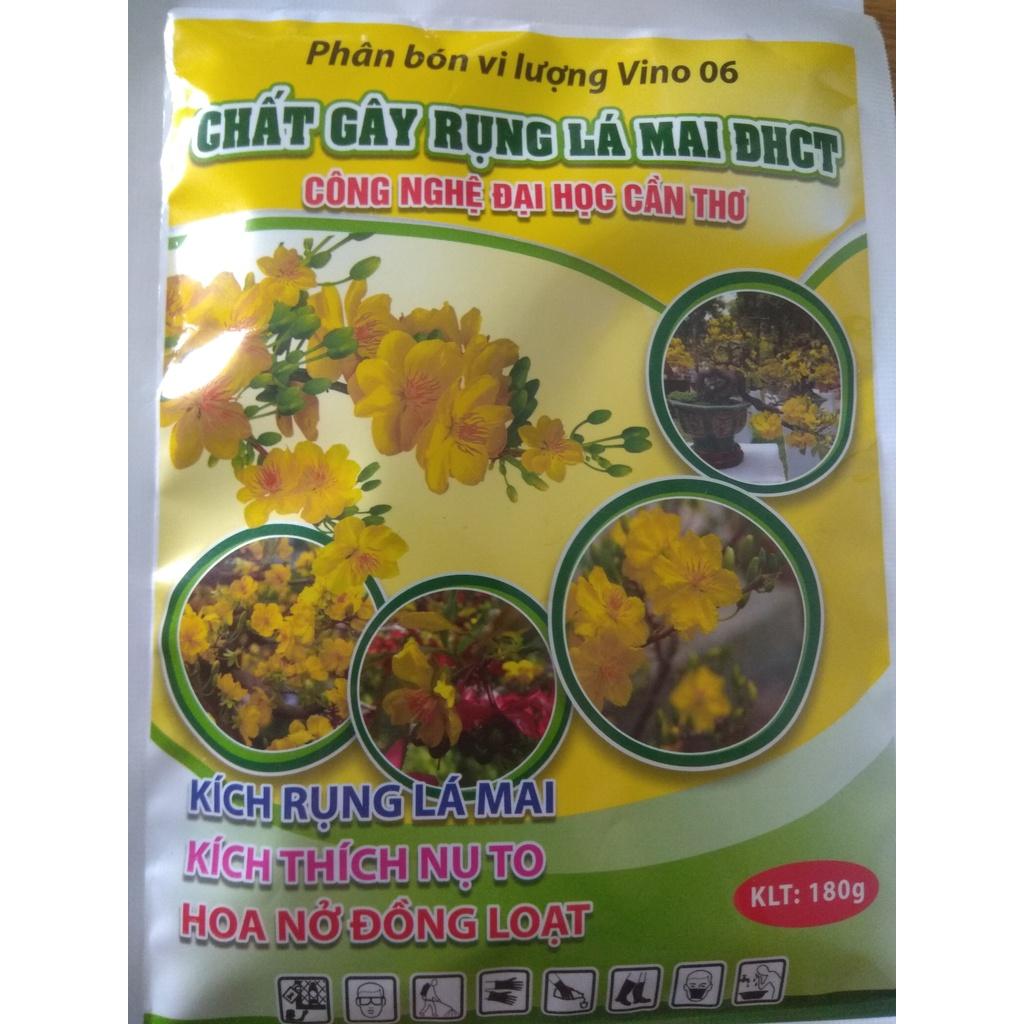 Phân bón vi lượng Vino 06
CHẤT GÂY RỤNG LÁ MAI ĐHCT
CÔNG NGHỆ ĐẠI HỌC CẦN THƠ
KÍCH RỤNG LÁ MAI
KÍCH THÍCH NỤ TO
HOA NỞ ĐỒNG LOẠT
KLT: 180g